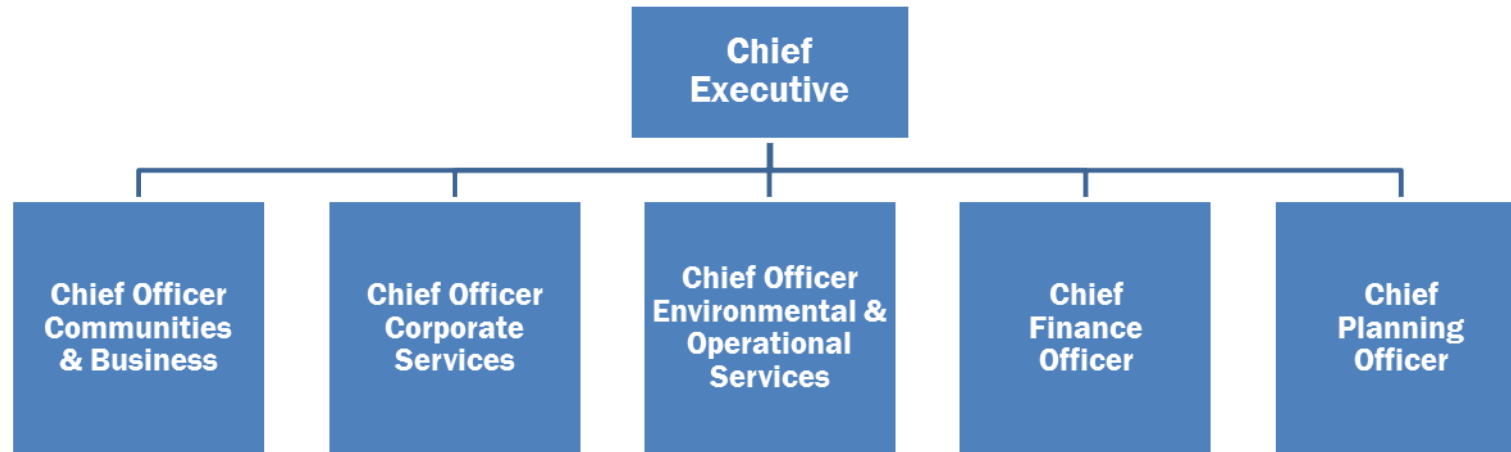 Chief
Executive
Chief Officer
Communities
& Business
Chief Officer
Corporate
Services
Chief Officer
Environmental &
Operational
Services
Chief
Finance
Officer
Chief
Planning
Officer